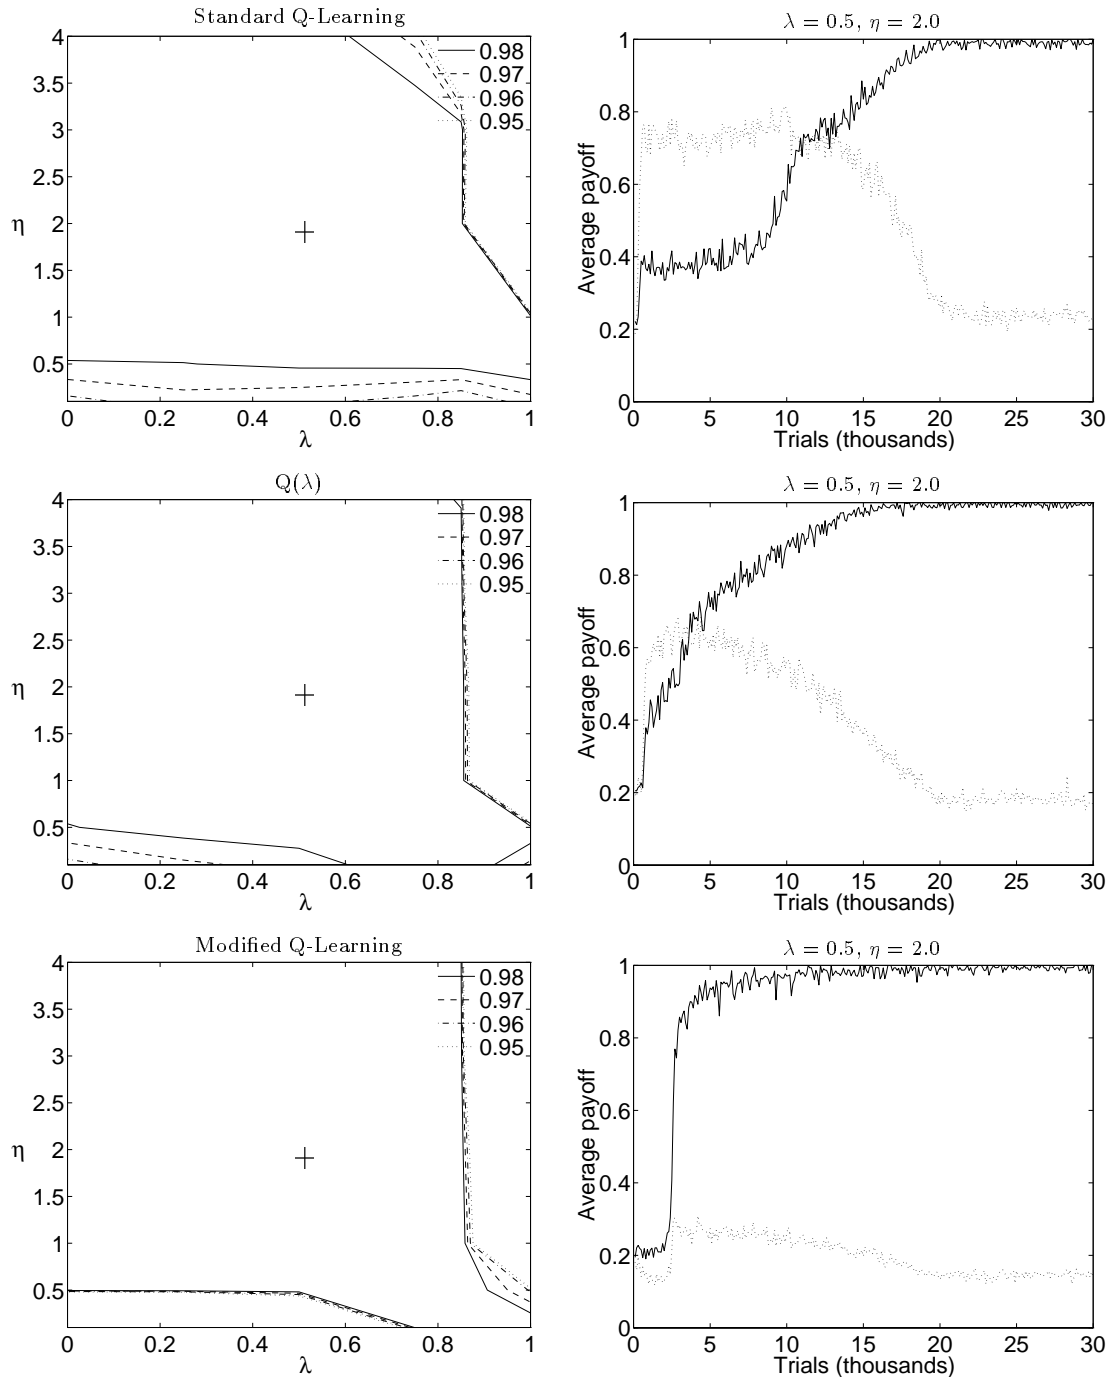 Standard Q-Learning
4
3.5
3
2.5
2
1.5
1
0.5
η
0 0.2 0.4 0.6 0.8 1
λ
0.98
0.97
0.96
0.95
λ = 0.5, η = 2.0
1
0.8
0.6
0.4
0.2
0
Average payoff
0 5 10 15 20 25 30
Trials (thousands)
Q(λ)
4
3.5
3
2.5
2
1.5
1
0.5
η
0 0.2 0.4 0.6 0.8 1
λ
0.98
0.97
0.96
0.95
λ = 0.5, η = 2.0
1
0.8
0.6
0.4
0.2
0
Average payoff
0 5 10 15 20 25 30
Trials (thousands)
Modified Q-Learning
4
3.5
3
2.5
2
1.5
1
0.5
η
0 0.2 0.4 0.6 0.8 1
λ
0.98
0.97
0.96
0.95
λ = 0.5, η = 2.0
1
0.8
0.6
0.4
0.2
0
Average payoff
0 5 10 15 20 25 30
Trials (thousands)